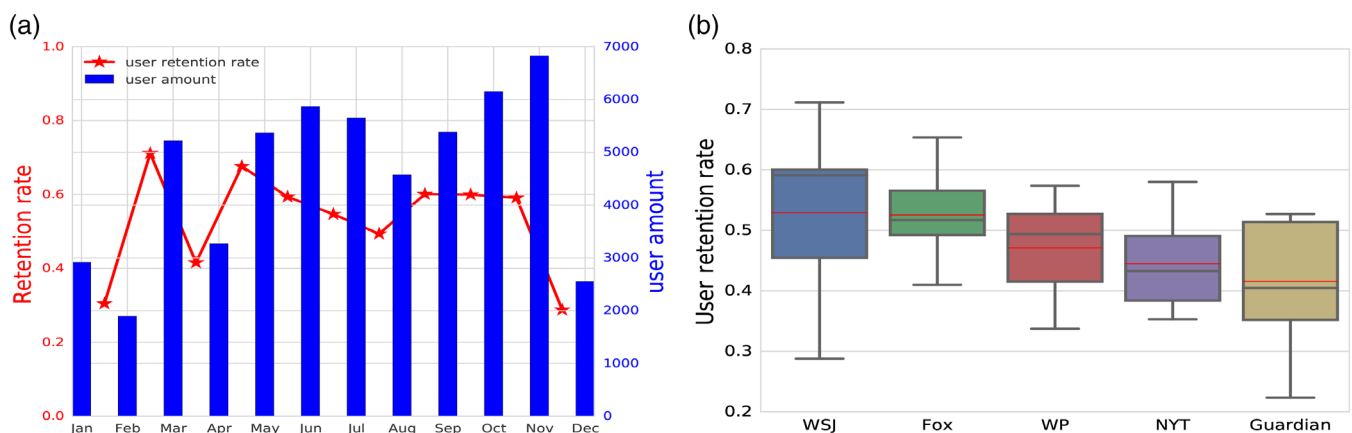 (a)
1.0
0.8
0.6
0.4
0.2
0.0
Retention rate
user retention rate
user amount
7000
6000
5000
4000
3000
2000
1000
0
user amount
Jan Feb Mar Apr May Jun Jul Aug Sep Oct Nov Dec
(b)
0.8
0.7
0.6
0.5
0.4
0.3
0.2
User retention rate
WSJ Fox WP NYT Guardian